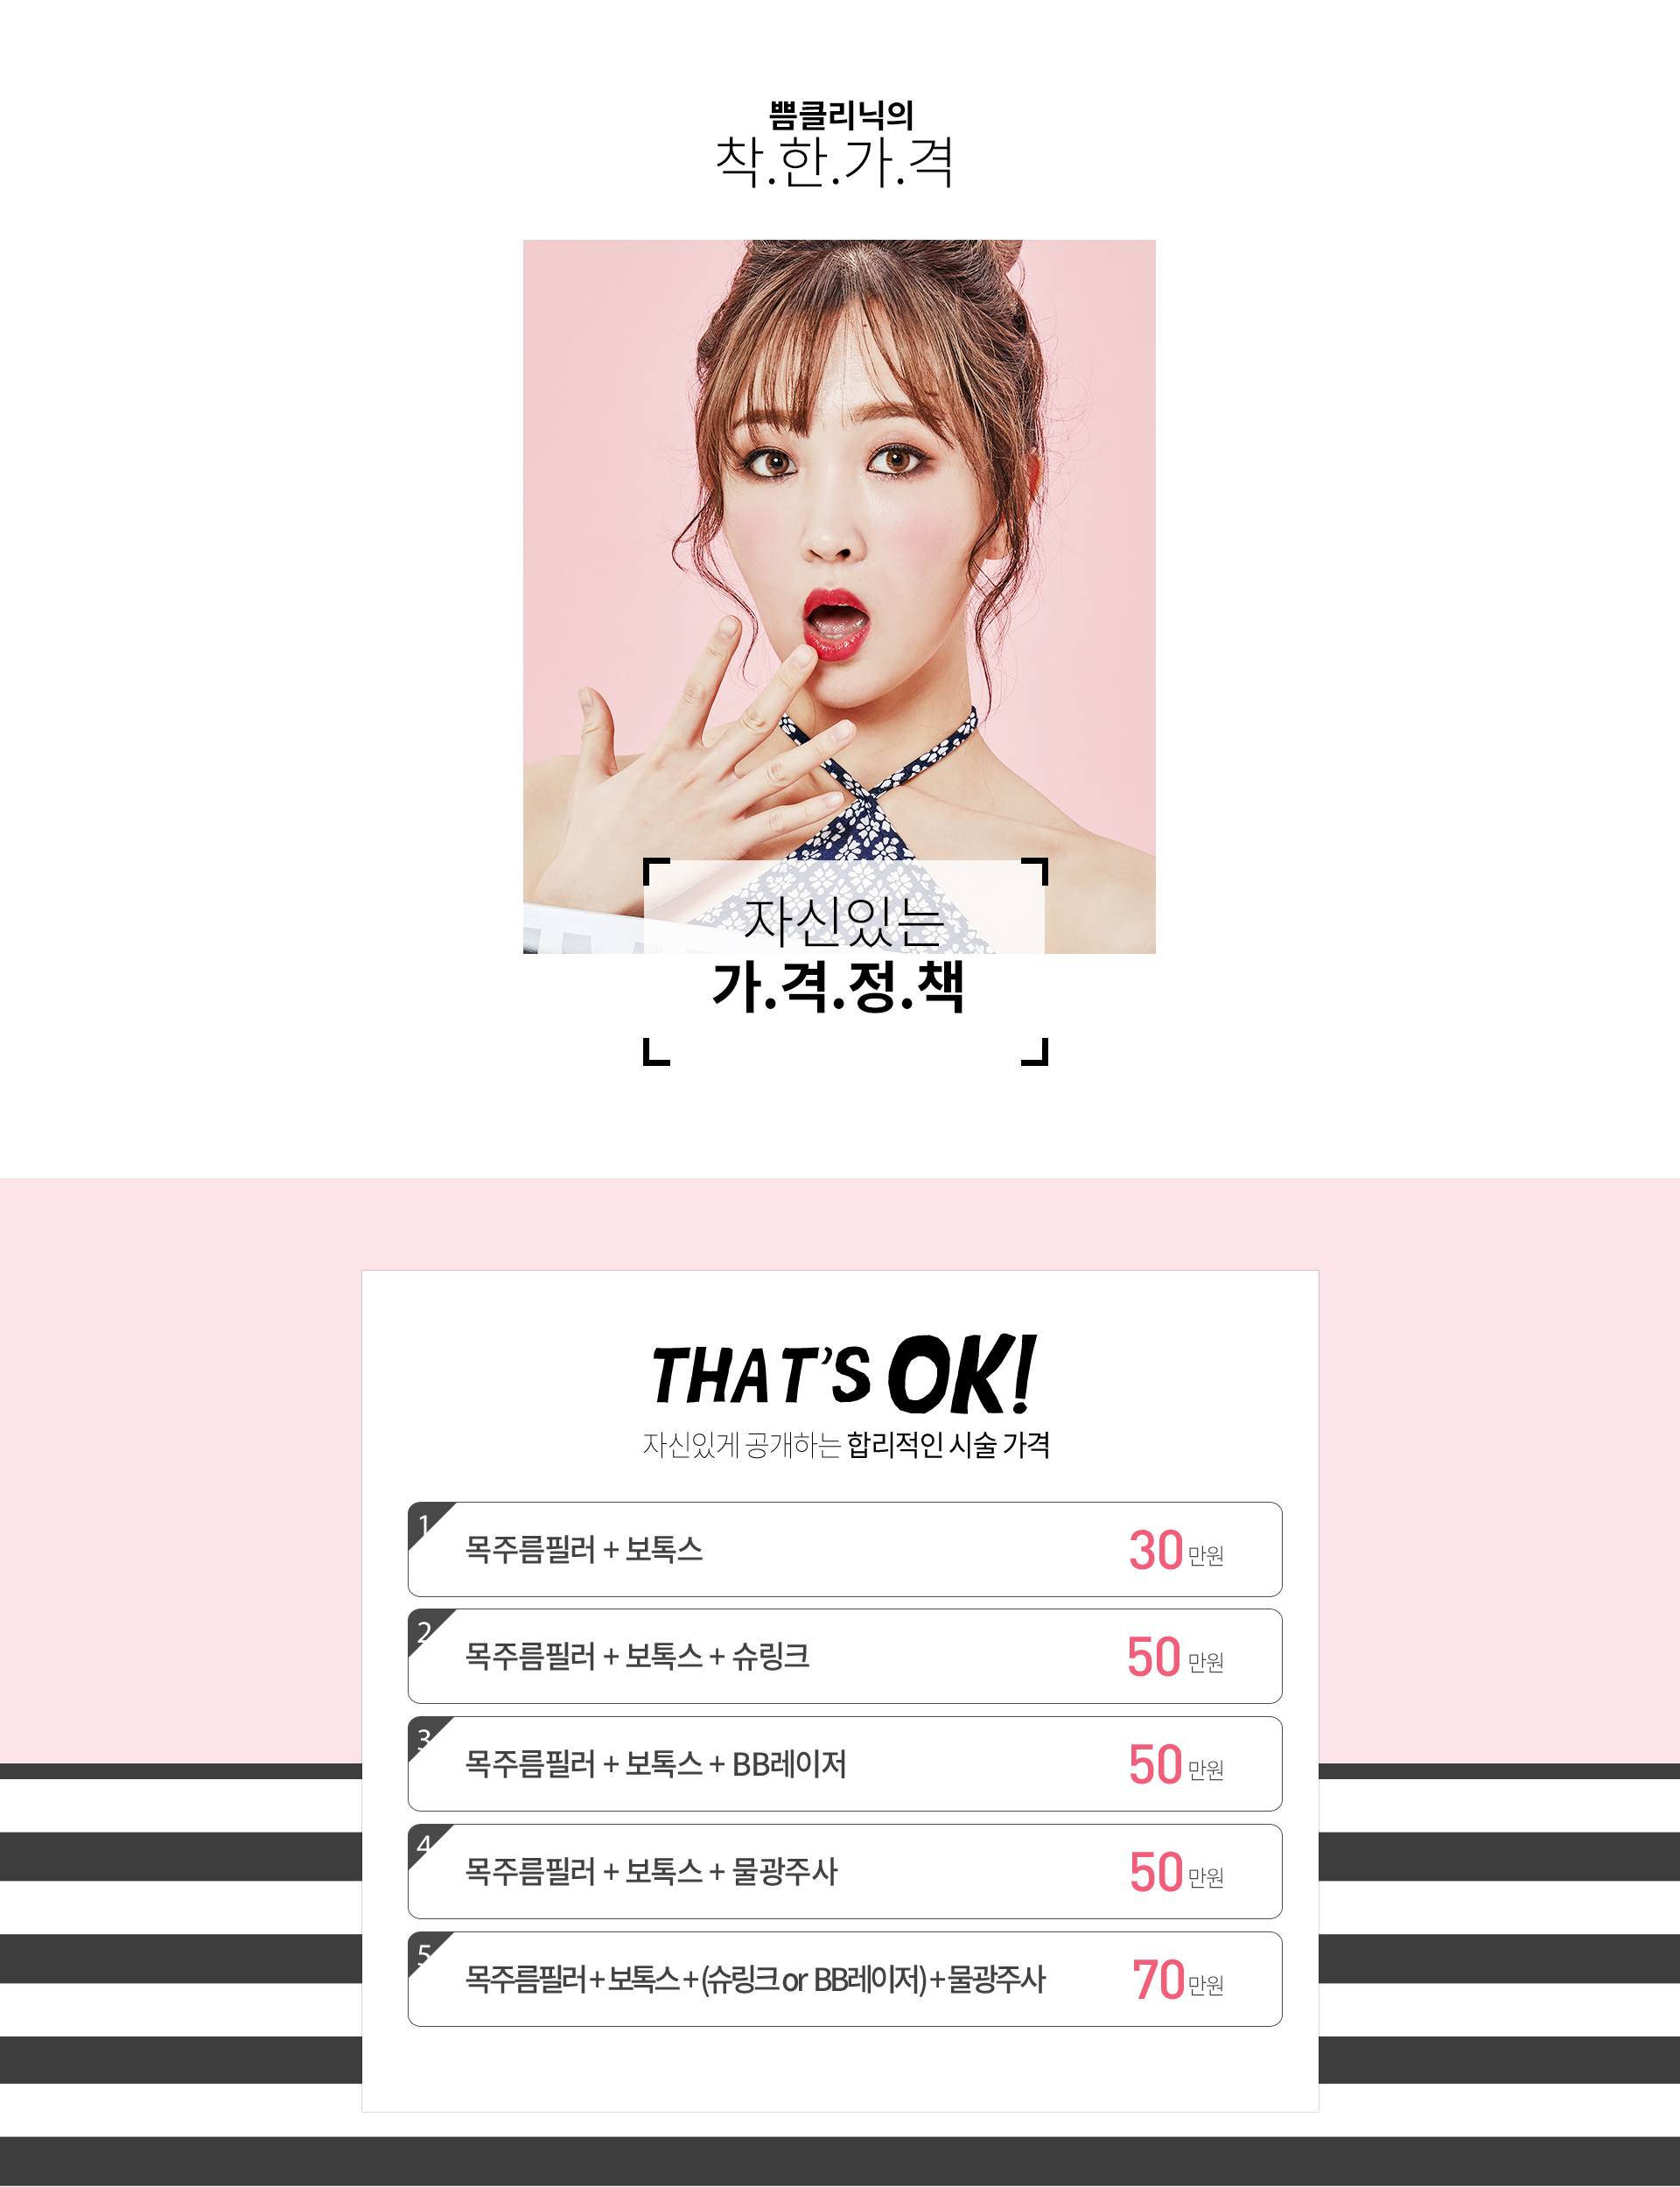 쁨클리닉의
착.한.가.격
자신있는
가.격.정.책
THAT'S OK!
자신있게 공개하는 합리적인 시술 가격
1
목주름필러 + 보톡스 30만원
2
목주름필러 + 보톡스 + 슈링크 50만원
3
목주름필러 + 보톡스 + BB레이저 50만원
4
목주름필러 + 보톡스 + 물광주사 50만원
5
목주름필러 + 보톡스 + (슈링크 or BB레이저) + 물광주사 70만원